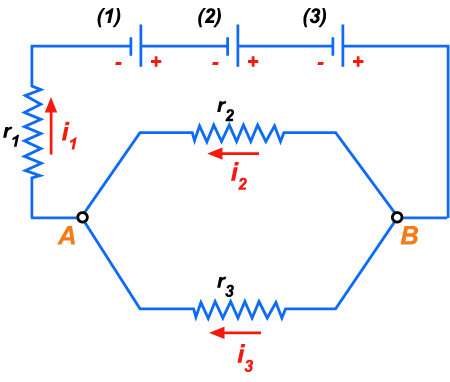 (1) (2) (3)
- + - + - +
r2
r1 i1
i2
A B
r3
i3